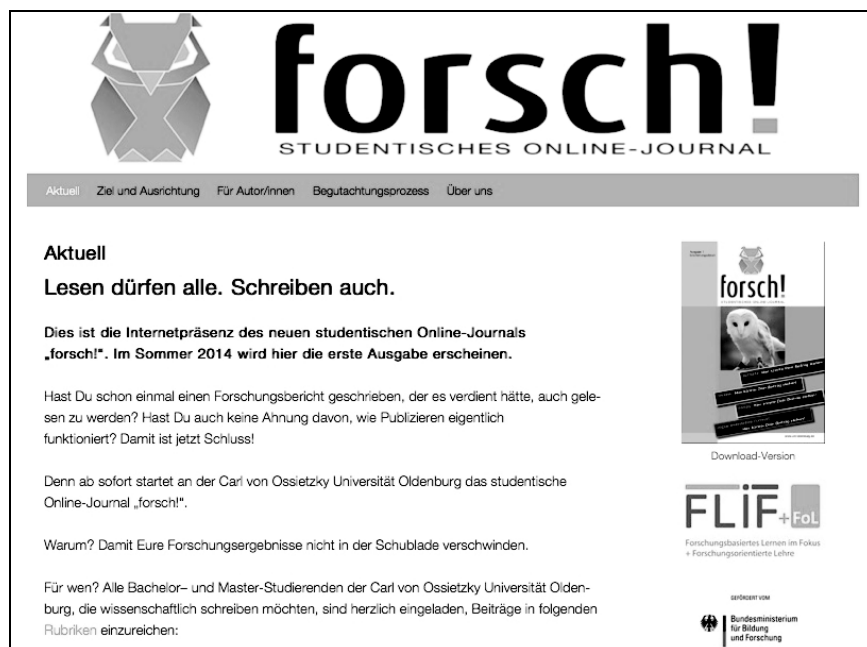 forsch!
STUDENTISCHES ONLINE-JOURNAL
Aktuell Ziel und Ausrichtung Für Autor/innen Begutachtungsprozess Über uns
Aktuell
Lesen dürfen alle. Schreiben auch.
Dies ist die Internetpräsenz des neuen studentischen Online-Journals
„forsch!“. Im Sommer 2014 wird hier die erste Ausgabe erscheinen.
Hast Du schon einmal einen Forschungsbericht geschrieben, der es verdient hätte, auch gele-
sen zu werden? Hast Du auch keine Ahnung davon, wie Publizieren eigentlich
funktioniert? Damit ist jetzt Schluss!
Denn ab sofort startet an der Carl von Ossietzky Universität Oldenburg das studentische
Online-Journal „forsch!“.
Warum? Damit Eure Forschungsergebnisse nicht in der Schublade verschwinden.
Für wen? Alle Bachelor– und Master-Studierenden der Carl von Ossietzky Universität Olden-
burg, die wissenschaftlich schreiben möchten, sind herzlich eingeladen, Beiträge in folgenden
Rubriken einzureichen:
forsch!
Download-Version
FLiF+FoL
Forschungsbasiertes Lernen im Fokus
+ Forschungsorientierte Lehre
GEFÖRDERT VOM
Bundesministerium
für Bildung
und Forschung